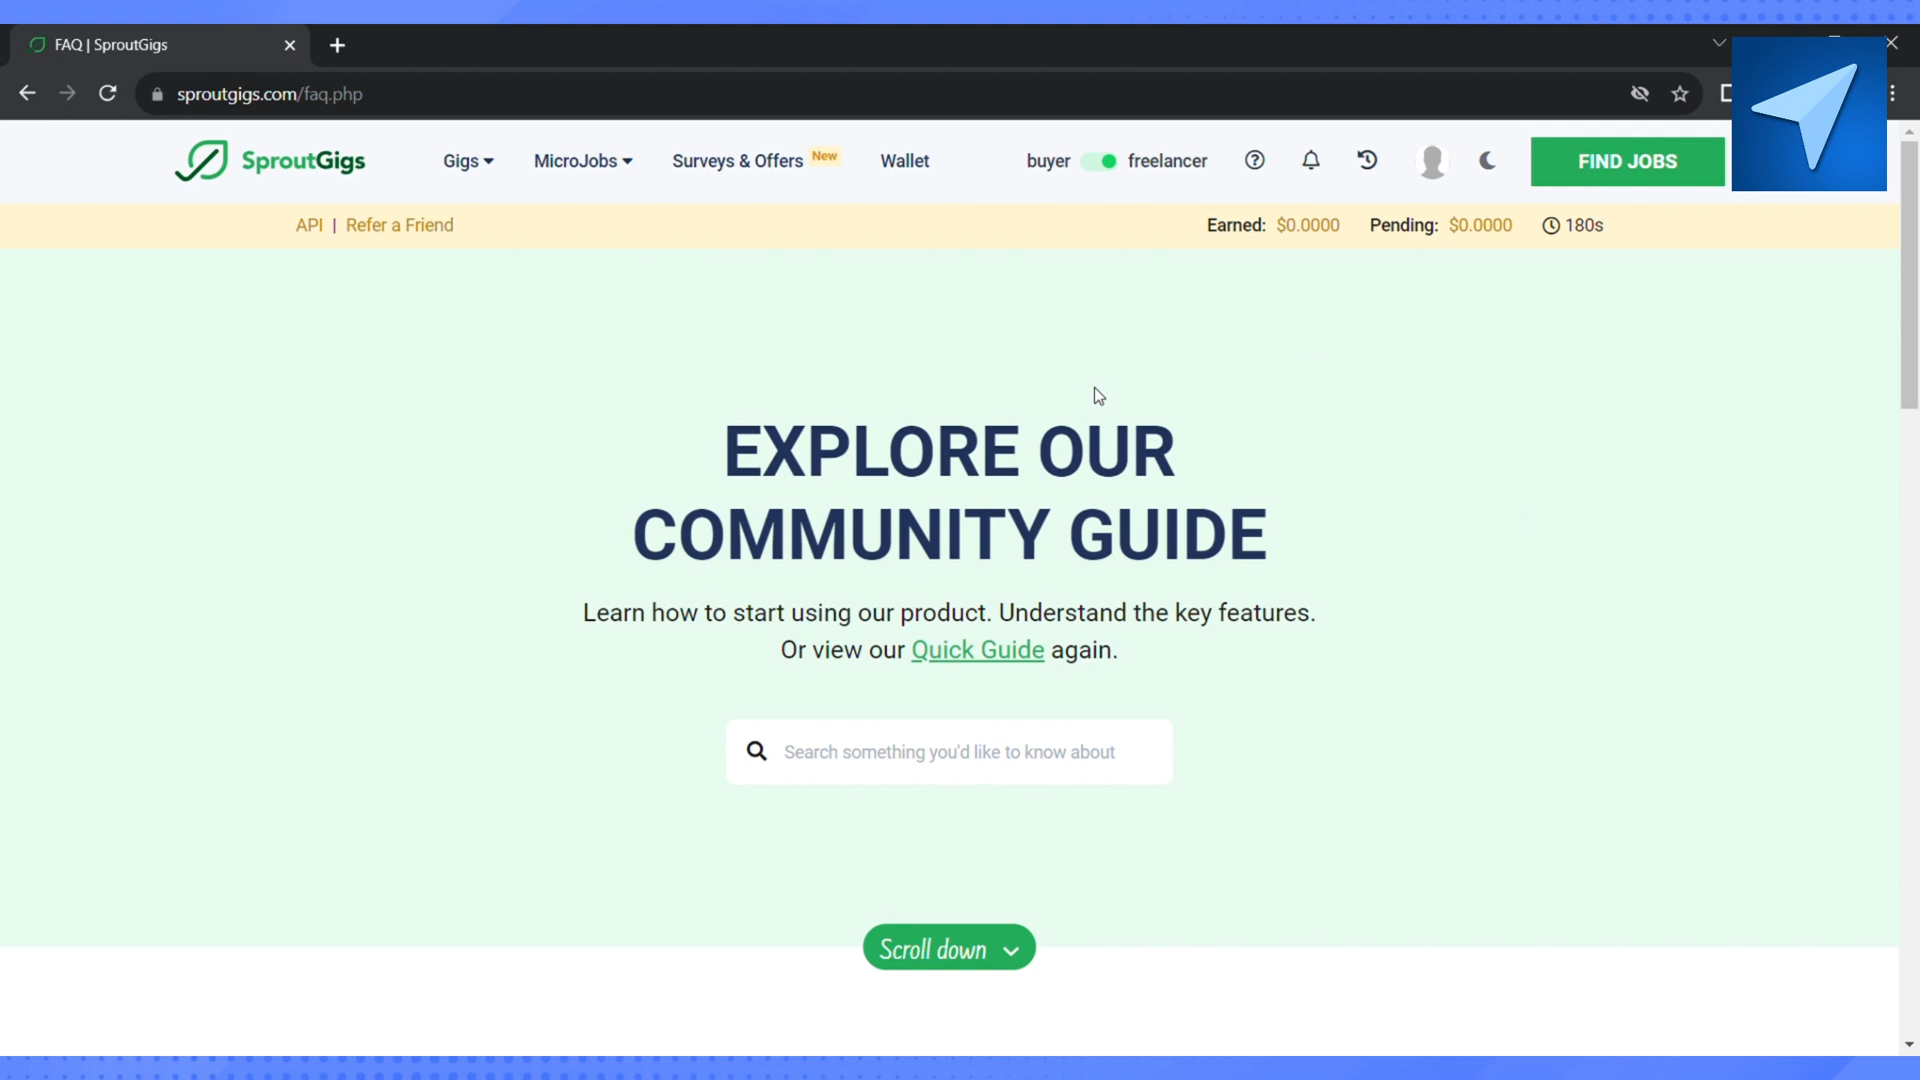 FAQ | SproutGigs
sproutgigs.com/faq.php
SproutGigs
Gigs
MicroJobs
Surveys & Offers New
Wallet
buyer
freelancer
FIND JOBS
API | Refer a Friend
Earned: $0.0000
Pending: $0.0000
180s
EXPLORE OUR
COMMUNITY GUIDE
Learn how to start using our product. Understand the key features.
Or view our Quick Guide again.
Search something you'd like to know about
Scroll down